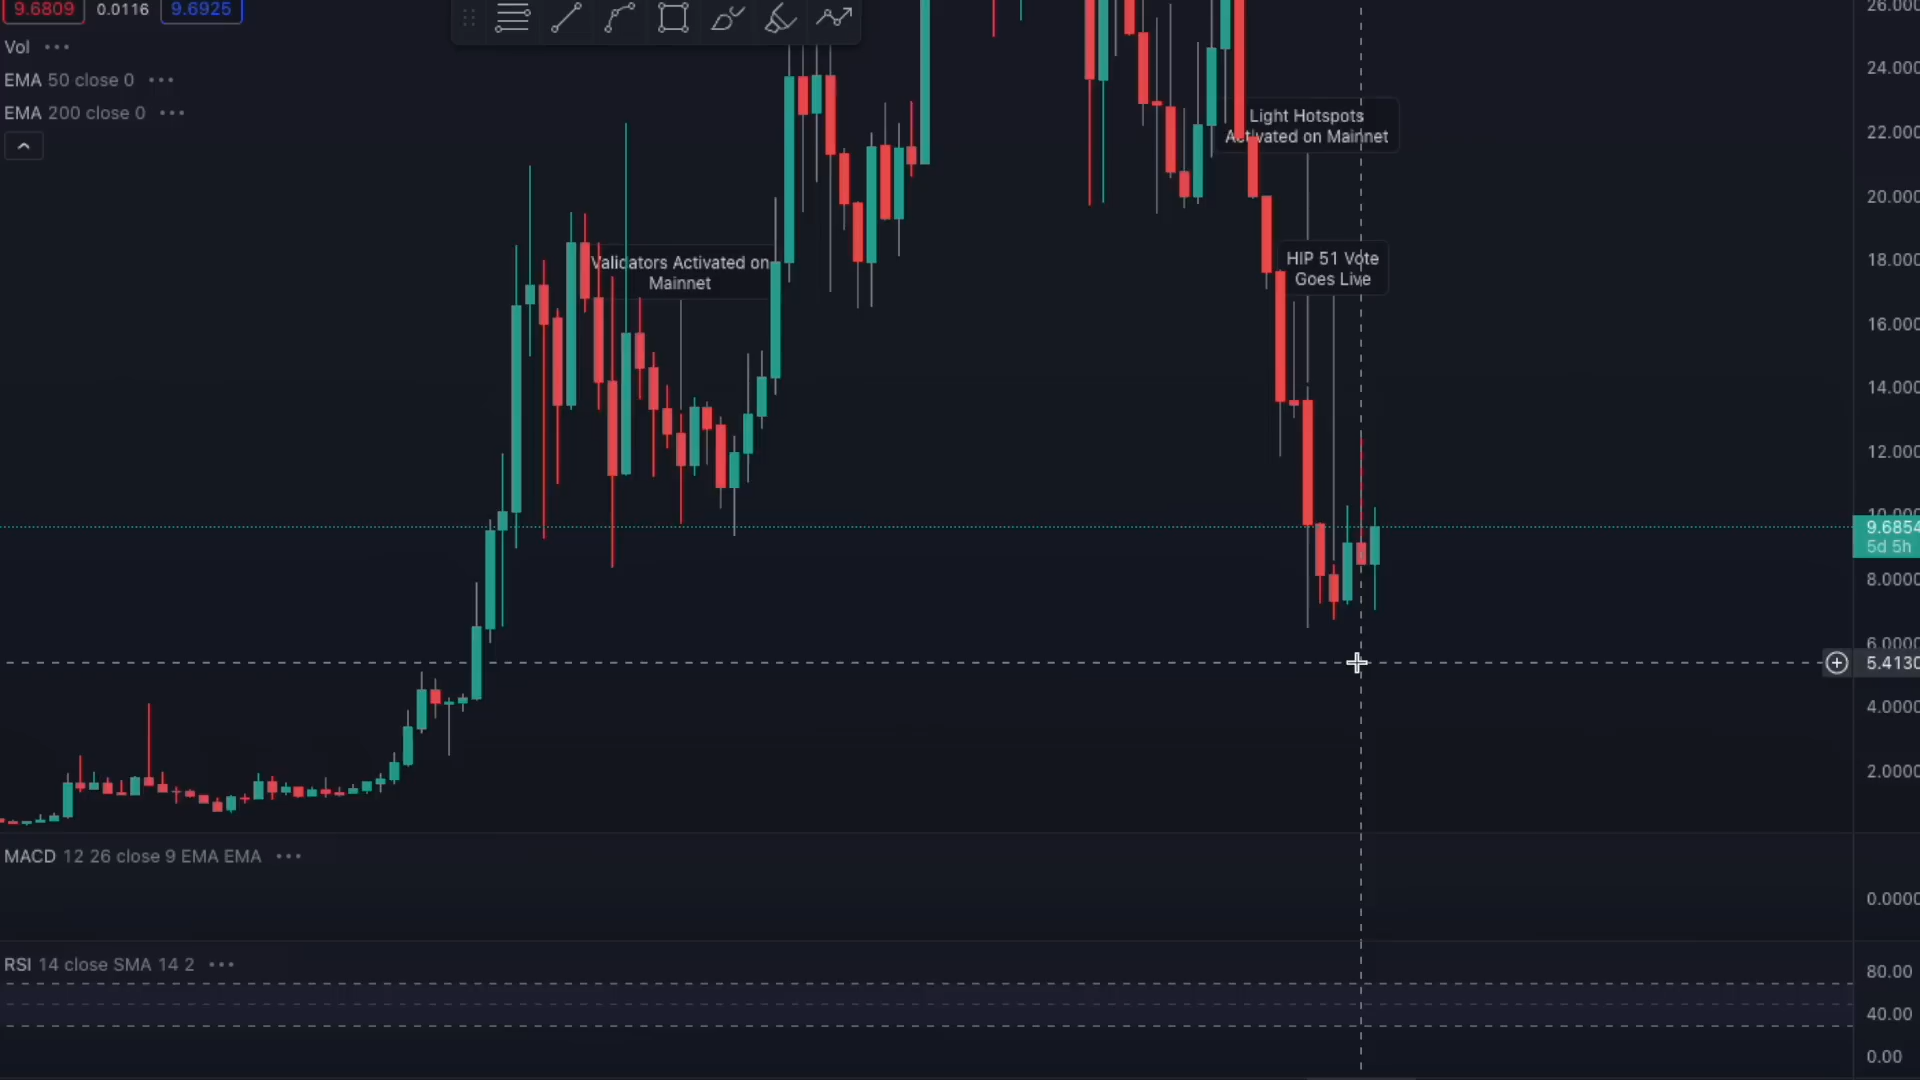 9.6809 0.0116 9.6925
Vol
EMA 50 close 0
EMA 200 close 0
Light Hotspots
Activated on Mainnet
Validators Activated on
Mainnet
HIP 51 Vote
Goes Live
26.000
24.000
22.000
20.000
18.000
16.000
14.000
12.000
10.000
9.6854
5d 5h
8.0000
6.0000
5.4130
4.0000
2.0000
MACD 12 26 close 9 EMA EMA
0.0000
RSI 14 close SMA 14 2
80.00
40.00
0.00